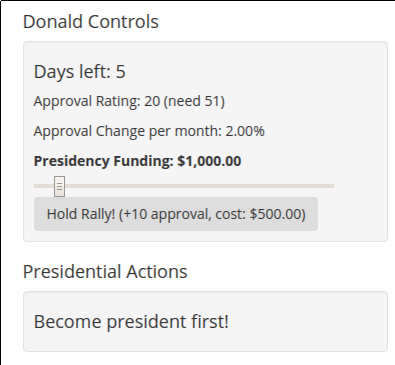 Donald Controls
Days left: 5
Approval Rating: 20 (need 51)
Approval Change per month: 2.00%
Presidency Funding: $1,000.00
Hold Rally! (+10 approval, cost: $500.00)
Presidential Actions
Become president first!